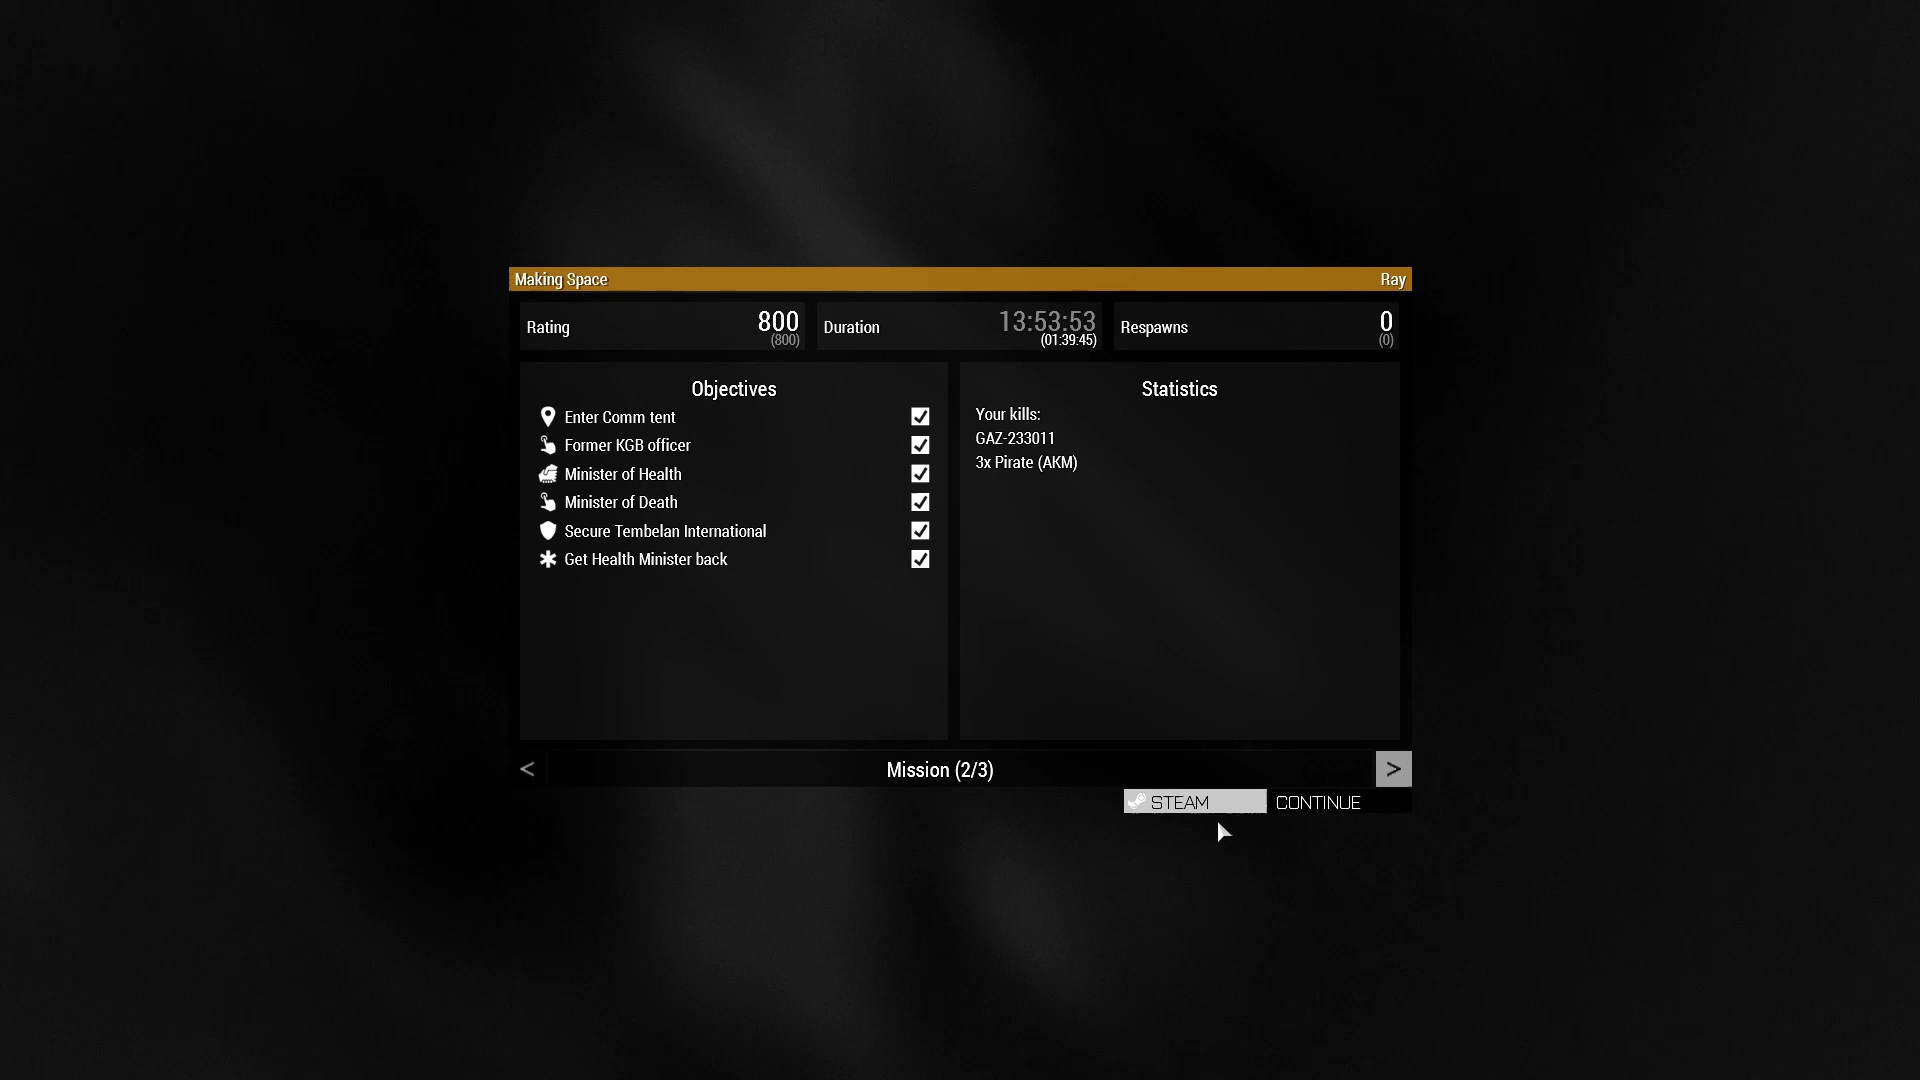 Making Space Ray
Rating 800 (800) Duration 13:53:53 (01:39:45) Respawns 0 (0)
Objectives
Enter Comm tent
Former KGB officer
Minister of Health
Minister of Death
Secure Tembelan International
Get Health Minister back
Statistics
Your kills:
GAZ-233011
3x Pirate (AKM)
< Mission (2/3) >
STEAM CONTINUE